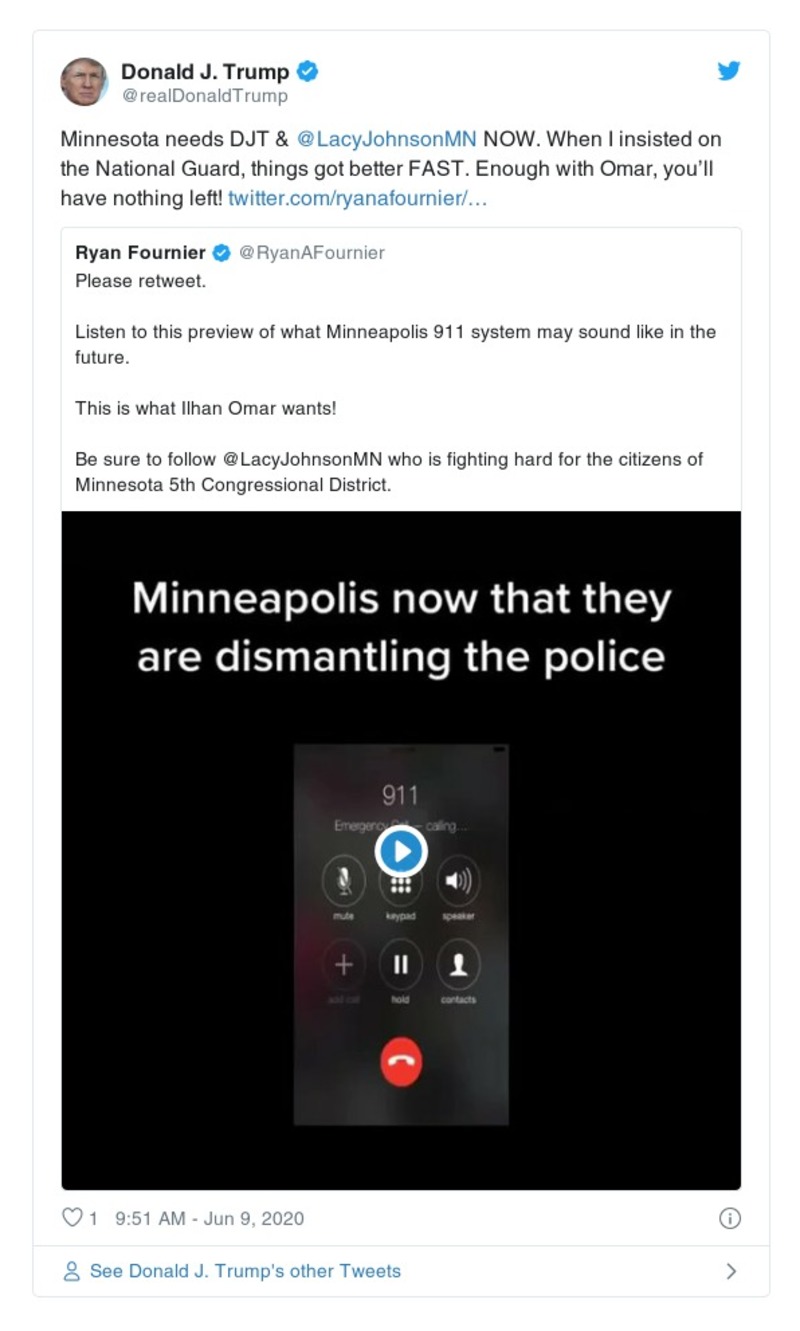 Donald J. Trump
@realDonaldTrump
Minnesota needs DJT & @LacyJohnsonMN NOW. When I insisted on
the National Guard, things got better FAST. Enough with Omar, you’ll
have nothing left! twitter.com/ryanafournier/…
Ryan Fournier @RyanAFournier
Please retweet.
Listen to this preview of what Minneapolis 911 system may sound like in the
future.
This is what Ilhan Omar wants!
Be sure to follow @LacyJohnsonMN who is fighting hard for the citizens of
Minnesota 5th Congressional District.
Minneapolis now that they
are dismantling the police
911
Emergency calling...
mute keypad speaker
add call hold contacts
1 9:51 AM - Jun 9, 2020
See Donald J. Trump's other Tweets